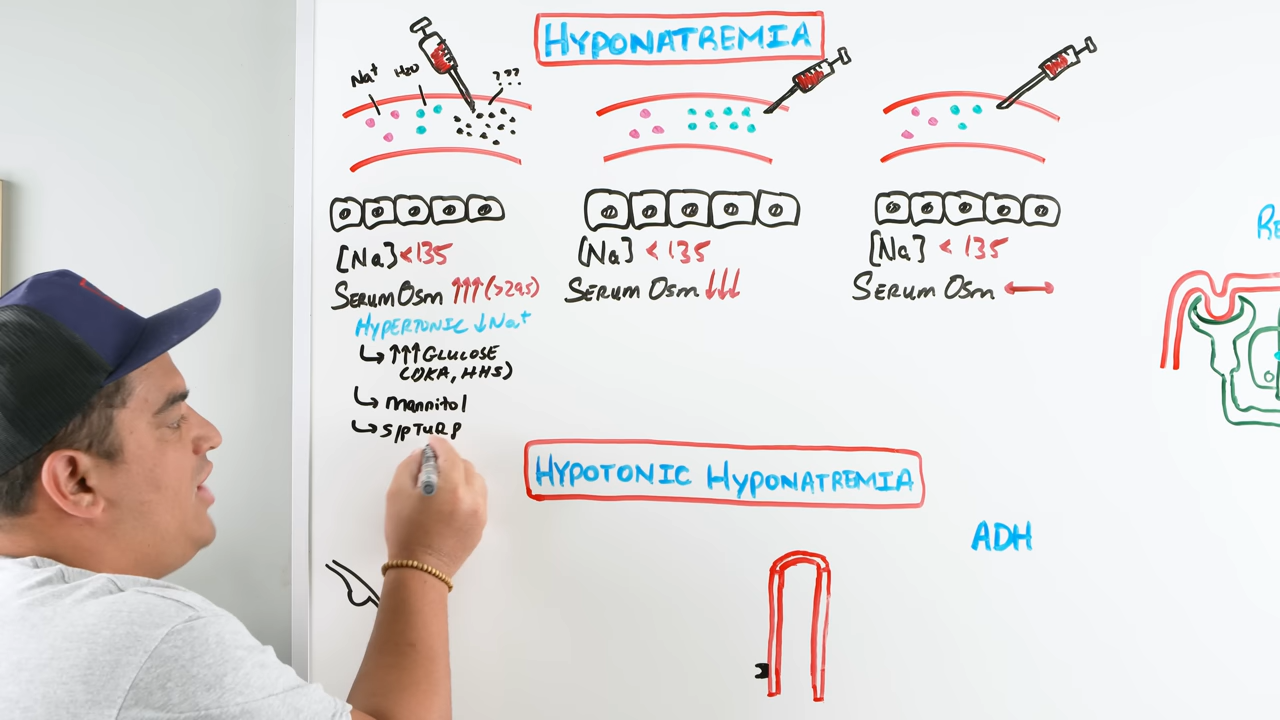 HYPONATREMIA
Na+ H2O ???
[Na] <135
SERUM OSM ↑↑↑ (>295)
HYPERTONIC ↓Na+
↳ ↑↑↑ GLUCOSE
(DKA, HHS)
↳ mannitol
↳ S/P TURP
[Na] <135
SERUM OSM ↓↓↓
[Na] <135
SERUM OSM ↔
HYPOTONIC HYPONATREMIA
ADH